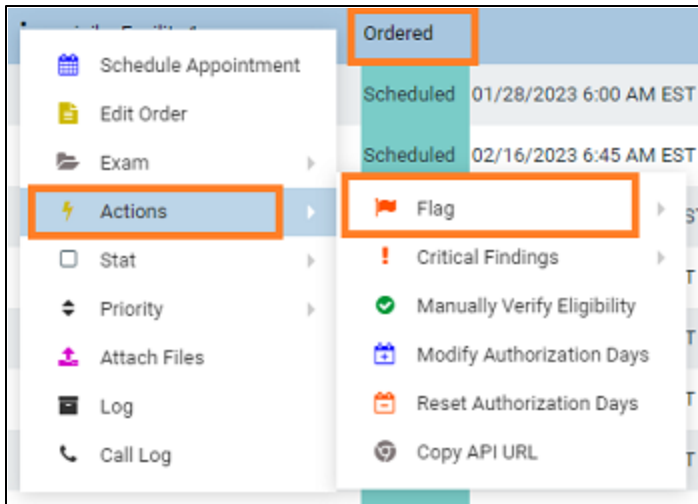 Ordered
Schedule Appointment
Scheduled 01/28/2023 6:00 AM EST
Edit Order
Exam
Scheduled 02/16/2023 6:45 AM EST
Actions
Flag
Stat
Critical Findings
Priority
Manually Verify Eligibility
Attach Files
Modify Authorization Days
Log
Reset Authorization Days
Call Log
Copy API URL